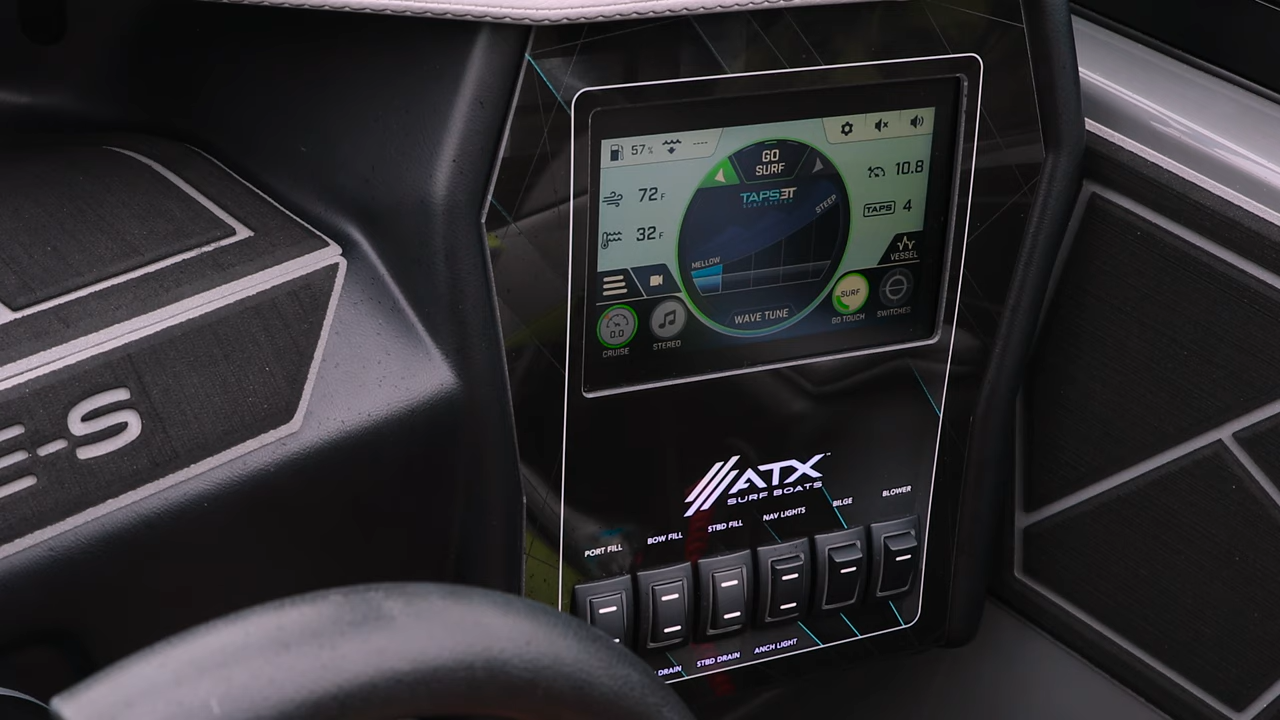 57%
----
GO
SURF
72 F
10.8
TAPS3T
SURF SYSTEM
STEEP
TAPS 4
32 F
MELLOW
VESSEL
WAVE TUNE
SURF
GO TOUCH
SWITCHES
0.0
CRUISE
STEREO
-S
ATX™
SURF BOATS
PORT FILL
BOW FILL
STBD FILL
NAV LIGHTS
BILGE
BLOWER
DRAIN
STBD DRAIN
ANCH LIGHT